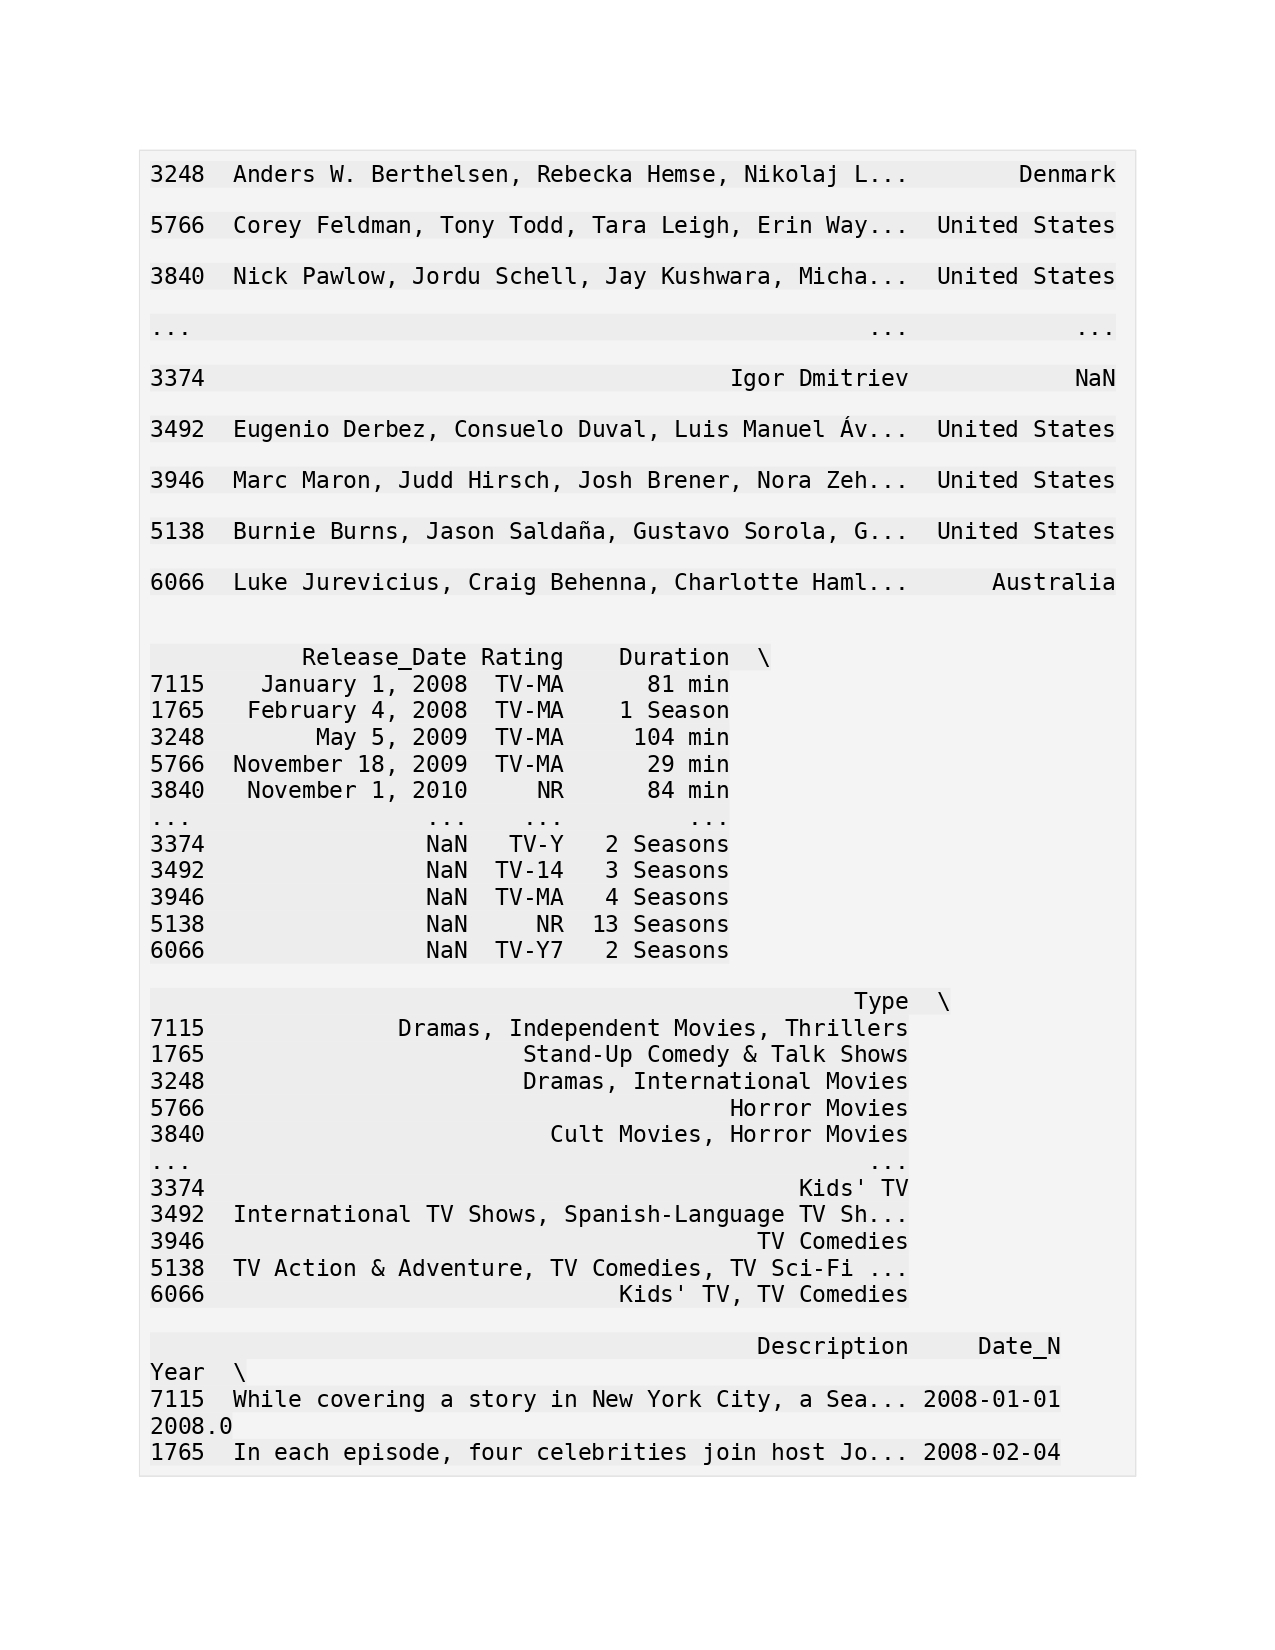 3248  Anders W. Berthelsen, Rebecka Hemse, Nikolaj L...        Denmark
5766  Corey Feldman, Tony Todd, Tara Leigh, Erin Way...  United States
3840  Nick Pawlow, Jordu Schell, Jay Kushwara, Micha...  United States
...                                                 ...            ...
3374                                      Igor Dmitriev            NaN
3492  Eugenio Derbez, Consuelo Duval, Luis Manuel Áv...  United States
3946  Marc Maron, Judd Hirsch, Josh Brener, Nora Zeh...  United States
5138  Burnie Burns, Jason Saldaña, Gustavo Sorola, G...  United States
6066  Luke Jurevicius, Craig Behenna, Charlotte Haml...      Australia
           Release_Date Rating    Duration  \
7115    January 1, 2008  TV-MA      81 min
1765   February 4, 2008  TV-MA    1 Season
3248        May 5, 2009  TV-MA     104 min
5766  November 18, 2009  TV-MA      29 min
3840   November 1, 2010     NR      84 min
...                 ...    ...         ...
3374                NaN   TV-Y   2 Seasons
3492                NaN  TV-14   3 Seasons
3946                NaN  TV-MA   4 Seasons
5138                NaN     NR  13 Seasons
6066                NaN  TV-Y7   2 Seasons
                                                   Type  \
7115              Dramas, Independent Movies, Thrillers
1765                       Stand-Up Comedy & Talk Shows
3248                       Dramas, International Movies
5766                                      Horror Movies
3840                         Cult Movies, Horror Movies
...                                                 ...
3374                                           Kids' TV
3492  International TV Shows, Spanish-Language TV Sh...
3946                                        TV Comedies
5138  TV Action & Adventure, TV Comedies, TV Sci-Fi ...
6066                              Kids' TV, TV Comedies
                                            Description     Date_N
Year  \
7115  While covering a story in New York City, a Sea... 2008-01-01
2008.0
1765  In each episode, four celebrities join host Jo... 2008-02-04